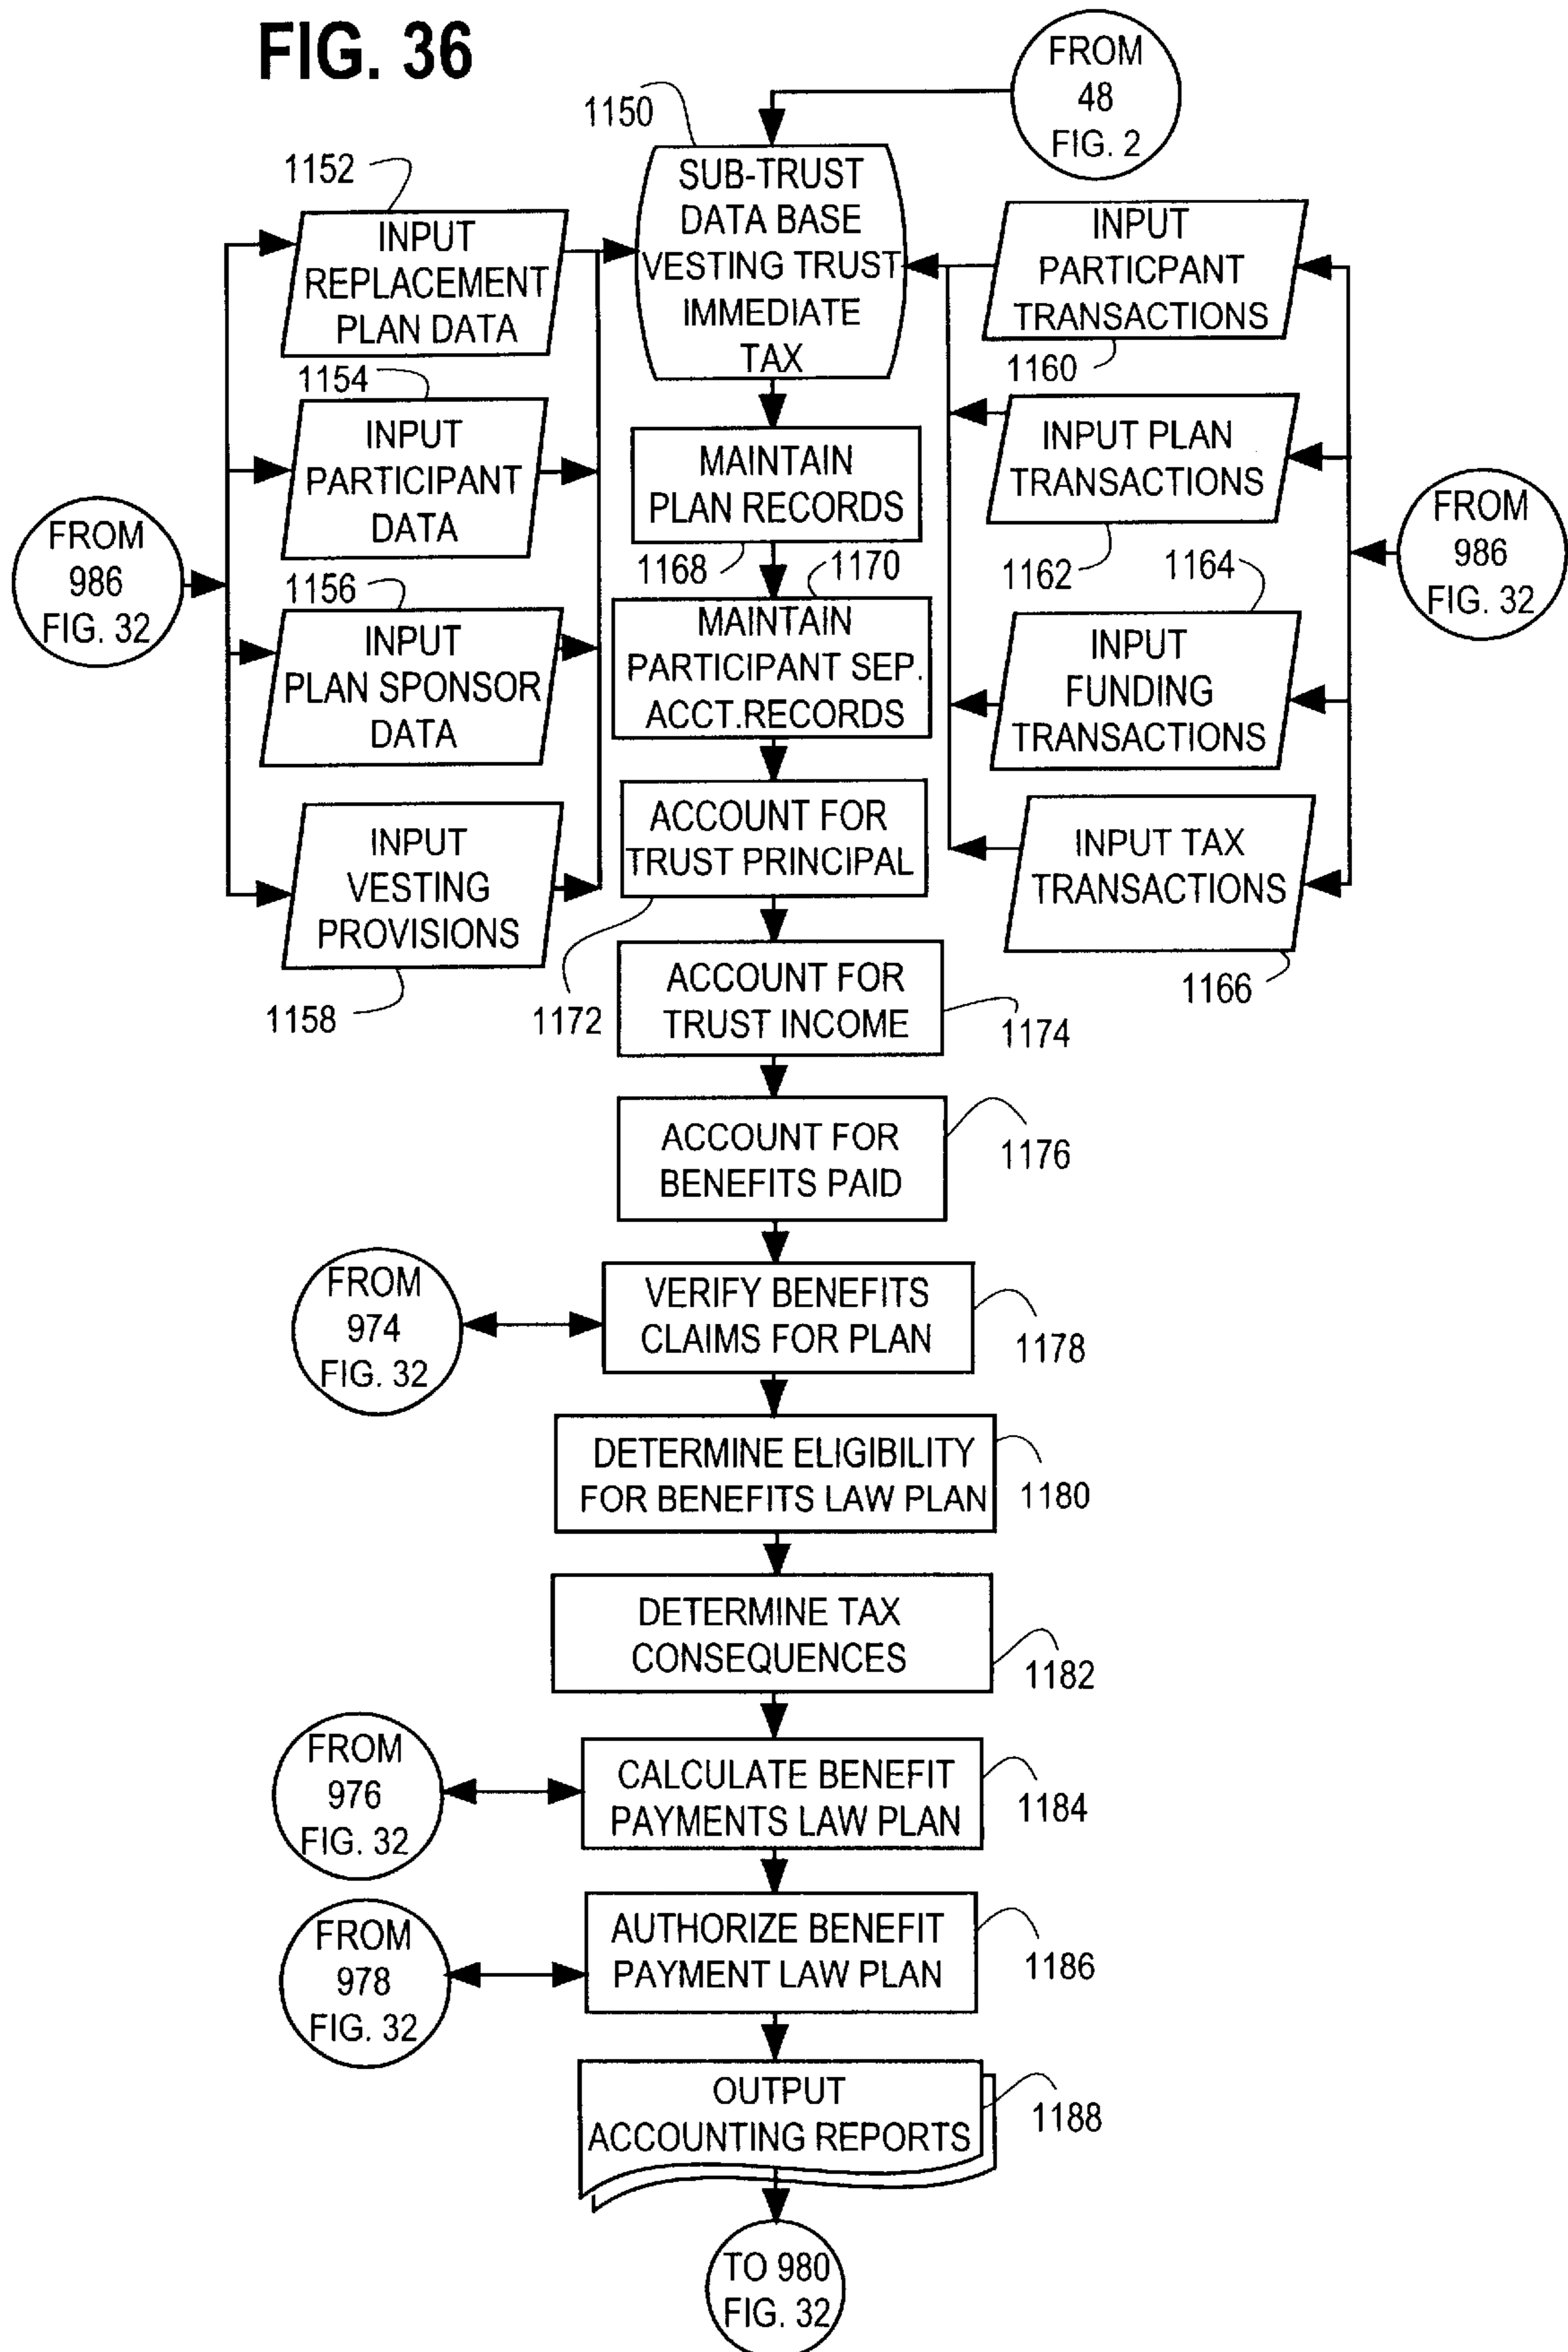 FIG. 36
FROM
48
FIG. 2
1150
SUB-TRUST
DATA BASE
VESTING TRUST
IMMEDIATE
TAX
1152
INPUT
REPLACEMENT
PLAN DATA
1154
INPUT
PARTICIPANT
DATA
FROM
986
FIG. 32
1156
INPUT
PLAN SPONSOR
DATA
INPUT
VESTING
PROVISIONS
1158
INPUT
PARTICPANT
TRANSACTIONS
1160
INPUT PLAN
TRANSACTIONS
1162
FROM
986
FIG. 32
1164
INPUT
FUNDING
TRANSACTIONS
INPUT TAX
TRANSACTIONS
1166
MAINTAIN
PLAN RECORDS
1168
1170
MAINTAIN
PARTICIPANT SEP.
ACCT.RECORDS
ACCOUNT FOR
TRUST PRINCIPAL
1172
ACCOUNT FOR
TRUST INCOME
1174
ACCOUNT FOR
BENEFITS PAID
1176
FROM
974
FIG. 32
VERIFY BENEFITS
CLAIMS FOR PLAN
1178
DETERMINE ELIGIBILITY
FOR BENEFITS LAW PLAN
1180
DETERMINE TAX
CONSEQUENCES
1182
FROM
976
FIG. 32
CALCULATE BENEFIT
PAYMENTS LAW PLAN
1184
FROM
978
FIG. 32
AUTHORIZE BENEFIT
PAYMENT LAW PLAN
1186
OUTPUT
ACCOUNTING REPORTS
1188
TO 980
FIG. 32